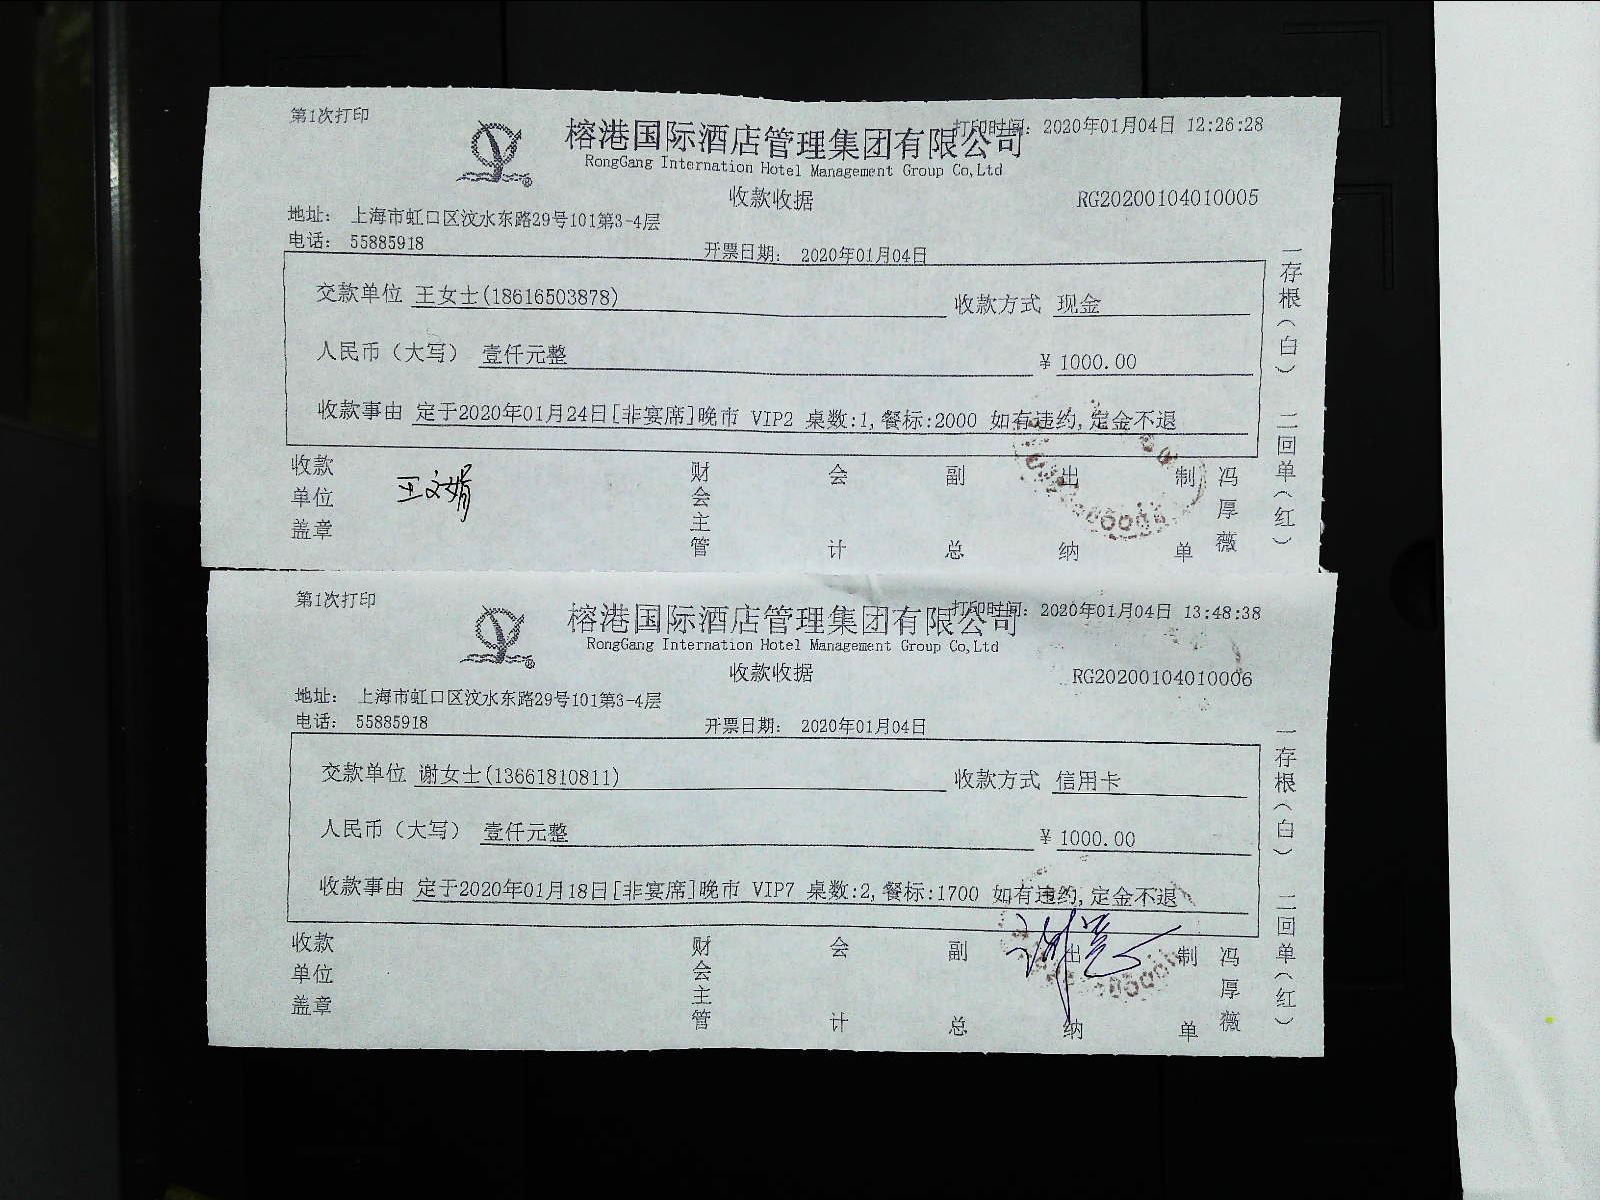 第1次打印
打印时间：2020年01月04日 12:26:28
榕港国际酒店管理集团有限公司
RongGang Internation Hotel Management Group Co,Ltd
收款收据
RG20200104010005
地址： 上海市虹口区汶水东路29号101第3-4层
电话： 55885918
开票日期： 2020年01月04日
交款单位 王女士(18616503878) 收款方式 现金
人民币（大写） 壹仟元整 ¥ 1000.00
收款事由 定于2020年01月24日[非宴席]晚市 VIP2 桌数:1,餐标:2000 如有违约,定金不退
收款单位盖章 王文婿 财会主管 会计 副总 出纳 制单 冯厚薇
一存根（白） 二回单（红）
第1次打印
打印时间：2020年01月04日 13:48:38
榕港国际酒店管理集团有限公司
RongGang Internation Hotel Management Group Co,Ltd
收款收据
RG20200104010006
地址： 上海市虹口区汶水东路29号101第3-4层
电话： 55885918
开票日期： 2020年01月04日
交款单位 谢女士(13661810811) 收款方式 信用卡
人民币（大写） 壹仟元整 ¥ 1000.00
收款事由 定于2020年01月18日[非宴席]晚市 VIP7 桌数:2,餐标:1700 如有违约,定金不退
收款单位盖章 财会主管 会计 副总 出纳 制单 冯厚薇
一存根（白） 二回单（红）